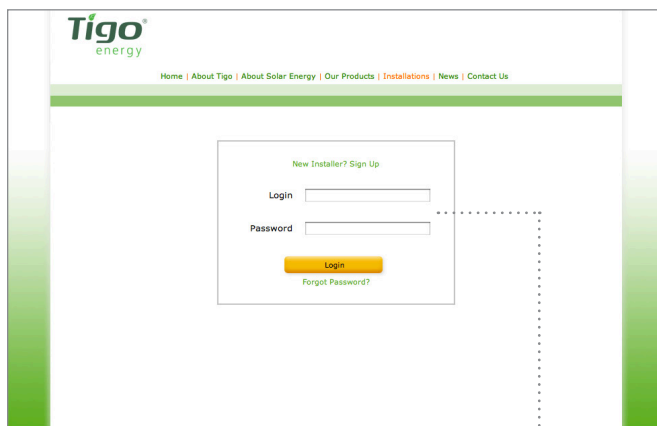 Tigo®
energy
Home | About Tigo | About Solar Energy | Our Products | Installations | News | Contact Us
New Installer? Sign Up
Login
Password
Login
Forgot Password?